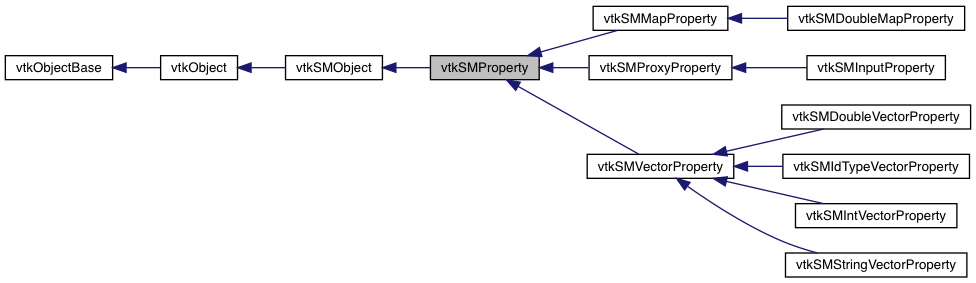 vtkSMMapProperty
vtkSMDoubleMapProperty
vtkObjectBase
vtkObject
vtkSMObject
vtkSMProperty
vtkSMProxyProperty
vtkSMInputProperty
vtkSMDoubleVectorProperty
vtkSMVectorProperty
vtkSMIdTypeVectorProperty
vtkSMIntVectorProperty
vtkSMStringVectorProperty